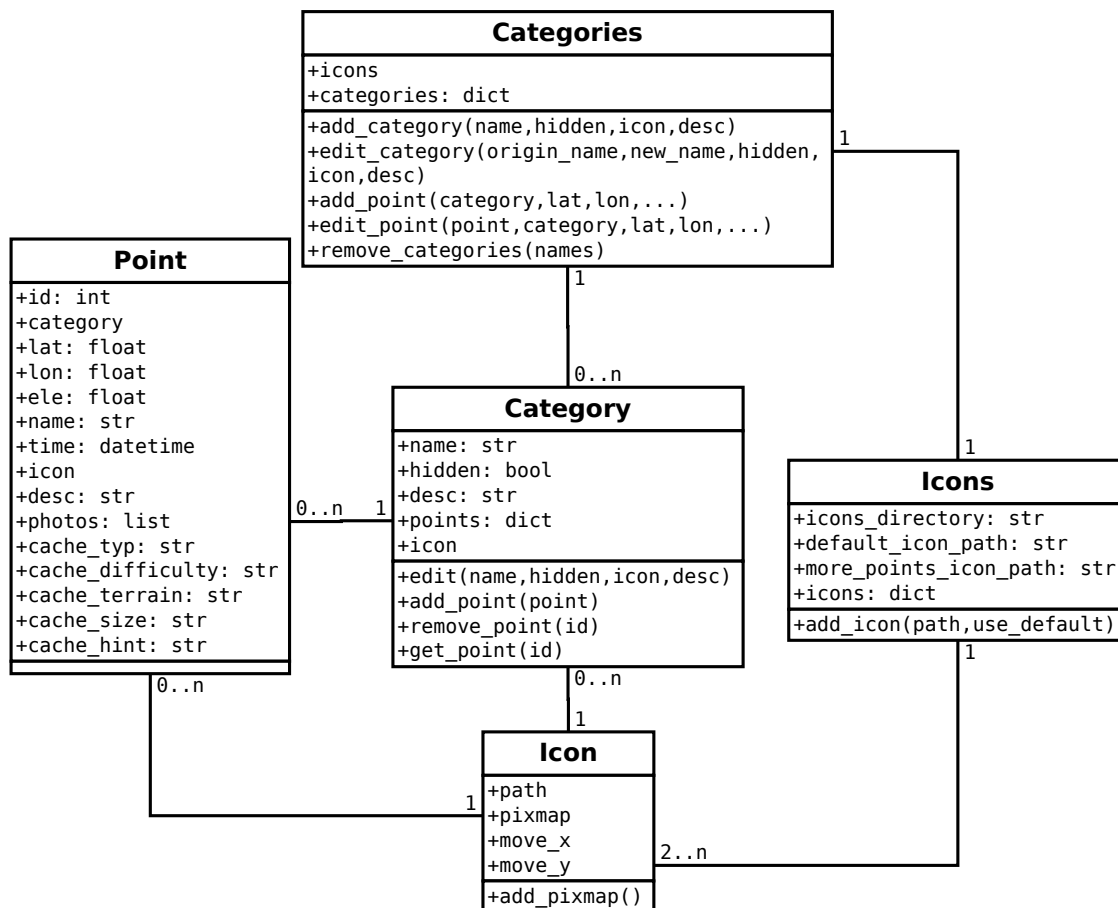 Categories
+icons
+categories: dict
+add_category(name,hidden,icon,desc)
+edit_category(origin_name,new_name,hidden,
icon,desc)
+add_point(category,lat,lon,...)
+edit_point(point,category,lat,lon,...)
+remove_categories(names)
1
1
Point
+id: int
+category
+lat: float
+lon: float
+ele: float
+name: str
+time: datetime
+icon
+desc: str
+photos: list
+cache_typ: str
+cache_difficulty: str
+cache_terrain: str
+cache_size: str
+cache_hint: str
0..n
1
0..n
0..n
Category
+name: str
+hidden: bool
+desc: str
+points: dict
+icon
+edit(name,hidden,icon,desc)
+add_point(point)
+remove_point(id)
+get_point(id)
0..n
1
1
Icons
+icons_directory: str
+default_icon_path: str
+more_points_icon_path: str
+icons: dict
+add_icon(path,use_default)
1
1
Icon
+path
+pixmap
+move_x
+move_y
+add_pixmap()
2..n